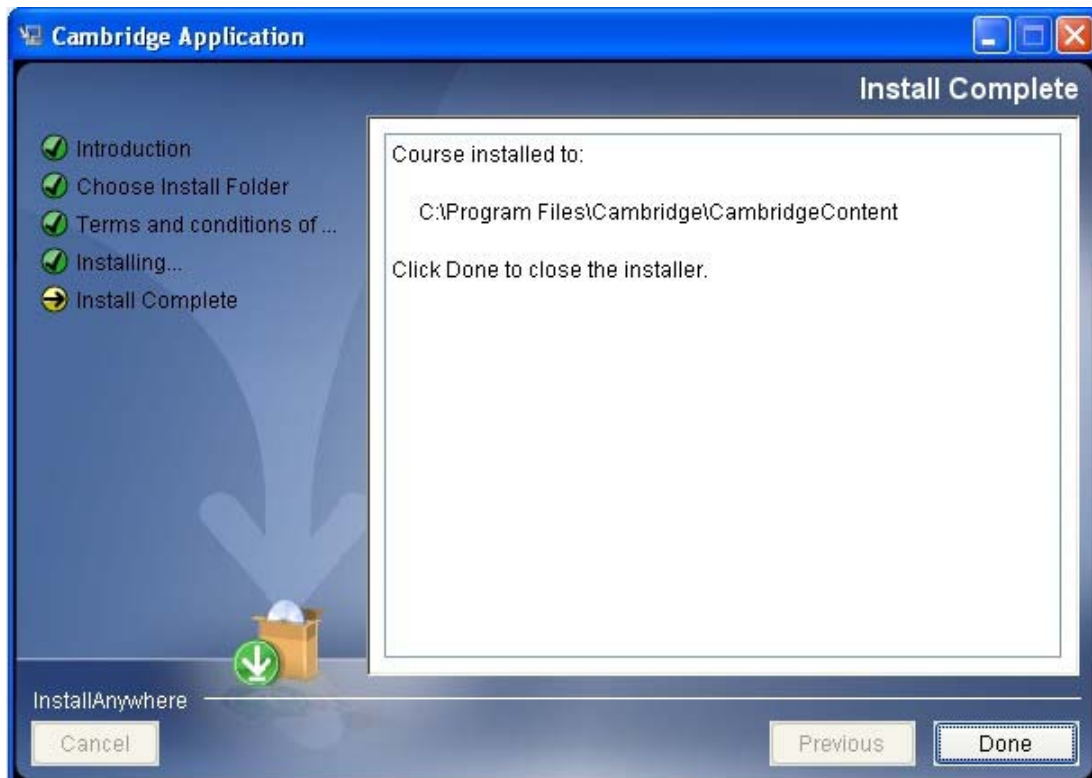 Cambridge Application
Install Complete
Introduction
Choose Install Folder
Terms and conditions of ...
Installing...
Install Complete
Course installed to:
C:\Program Files\Cambridge\CambridgeContent
Click Done to close the installer.
InstallAnywhere
Cancel
Previous
Done